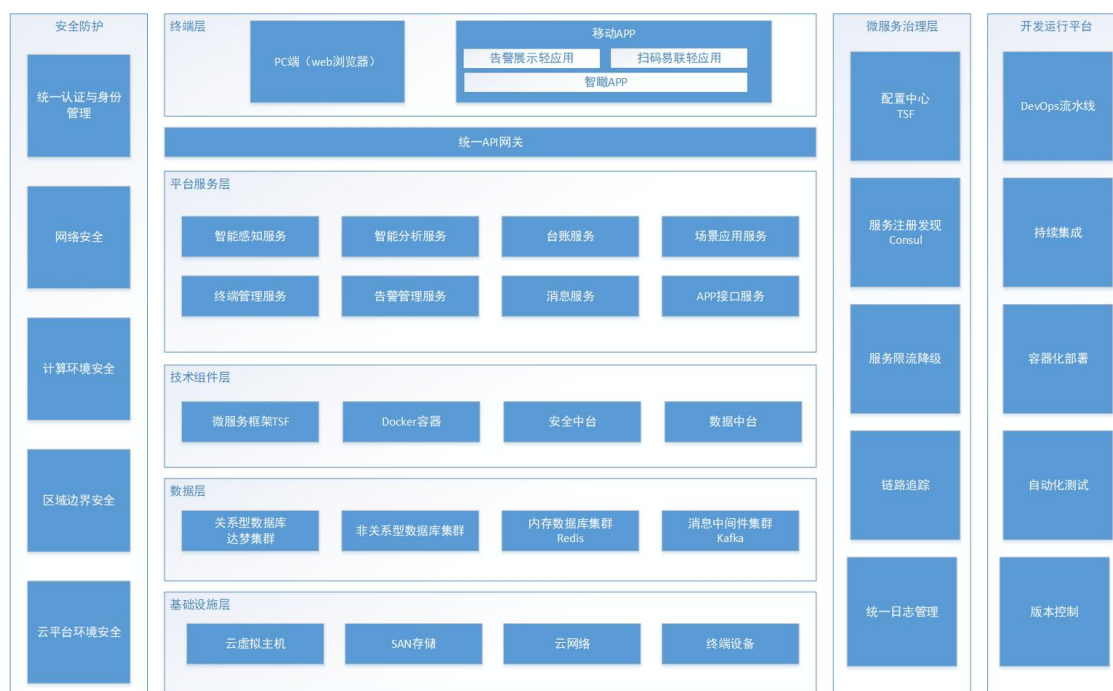 安全防护
统一认证与身份
管理
网络安全
计算环境安全
区域边界安全
云平台环境安全
终端层
PC端（web浏览器）
移动APP
告警展示轻应用
扫码易联轻应用
智瞰APP
统一API网关
平台服务层
智能感知服务
智能分析服务
台账服务
场景应用服务
终端管理服务
告警管理服务
消息服务
APP接口服务
技术组件层
微服务框架TSF
Docker容器
安全中台
数据中台
数据层
关系型数据库
达梦集群
非关系型数据库集群
内存数据库集群
Redis
消息中间件集群
Kafka
基础设施层
云虚拟主机
SAN存储
云网络
终端设备
微服务治理层
配置中心
TSF
服务注册发现
Consul
服务限流降级
链路追踪
统一日志管理
开发运行平台
DevOps流水线
持续集成
容器化部署
自动化测试
版本控制